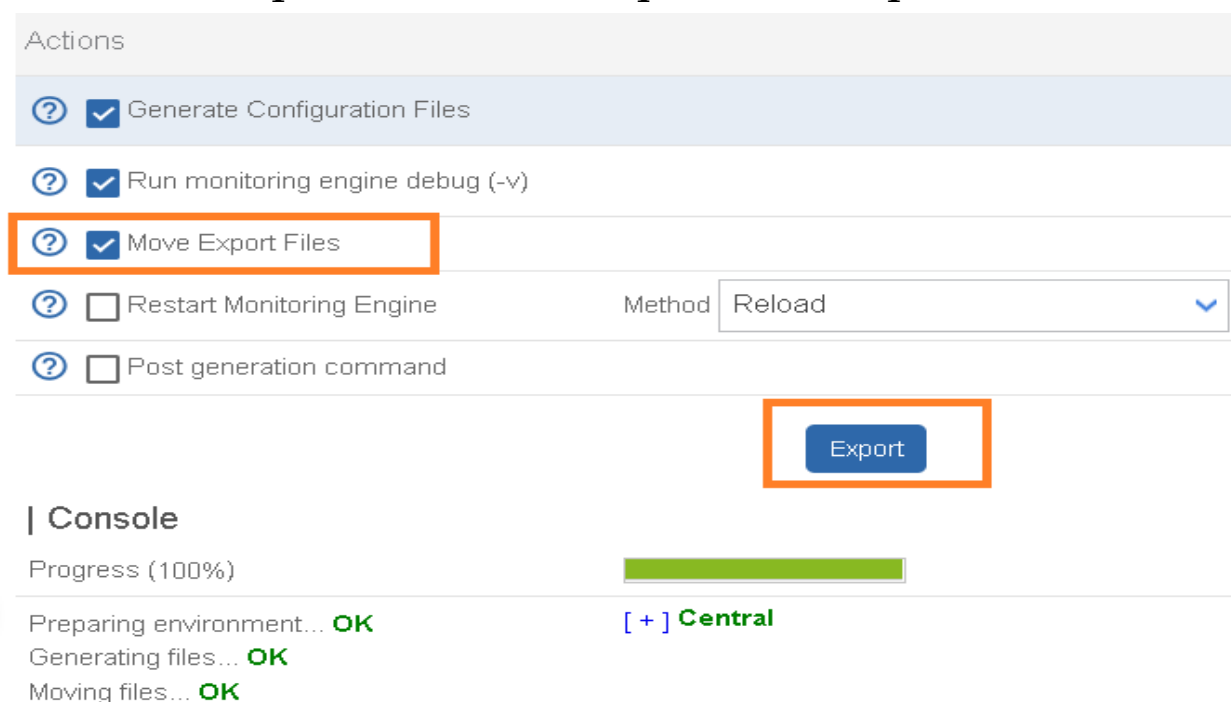 Actions
Generate Configuration Files
Run monitoring engine debug (-v)
Move Export Files
Restart Monitoring Engine Method Reload
Post generation command
Export
| Console
Progress (100%)
Preparing environment... OK [ + ] Central
Generating files... OK
Moving files... OK